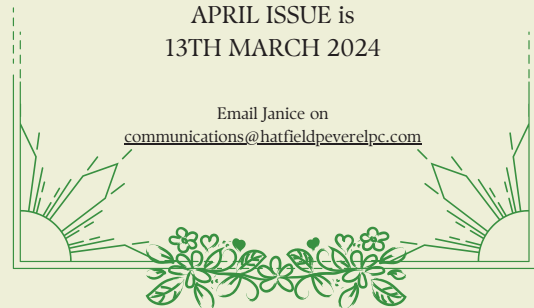 APRIL ISSUE is
13TH MARCH 2024
Email Janice on
communications@hatfieldpeverelpc.com